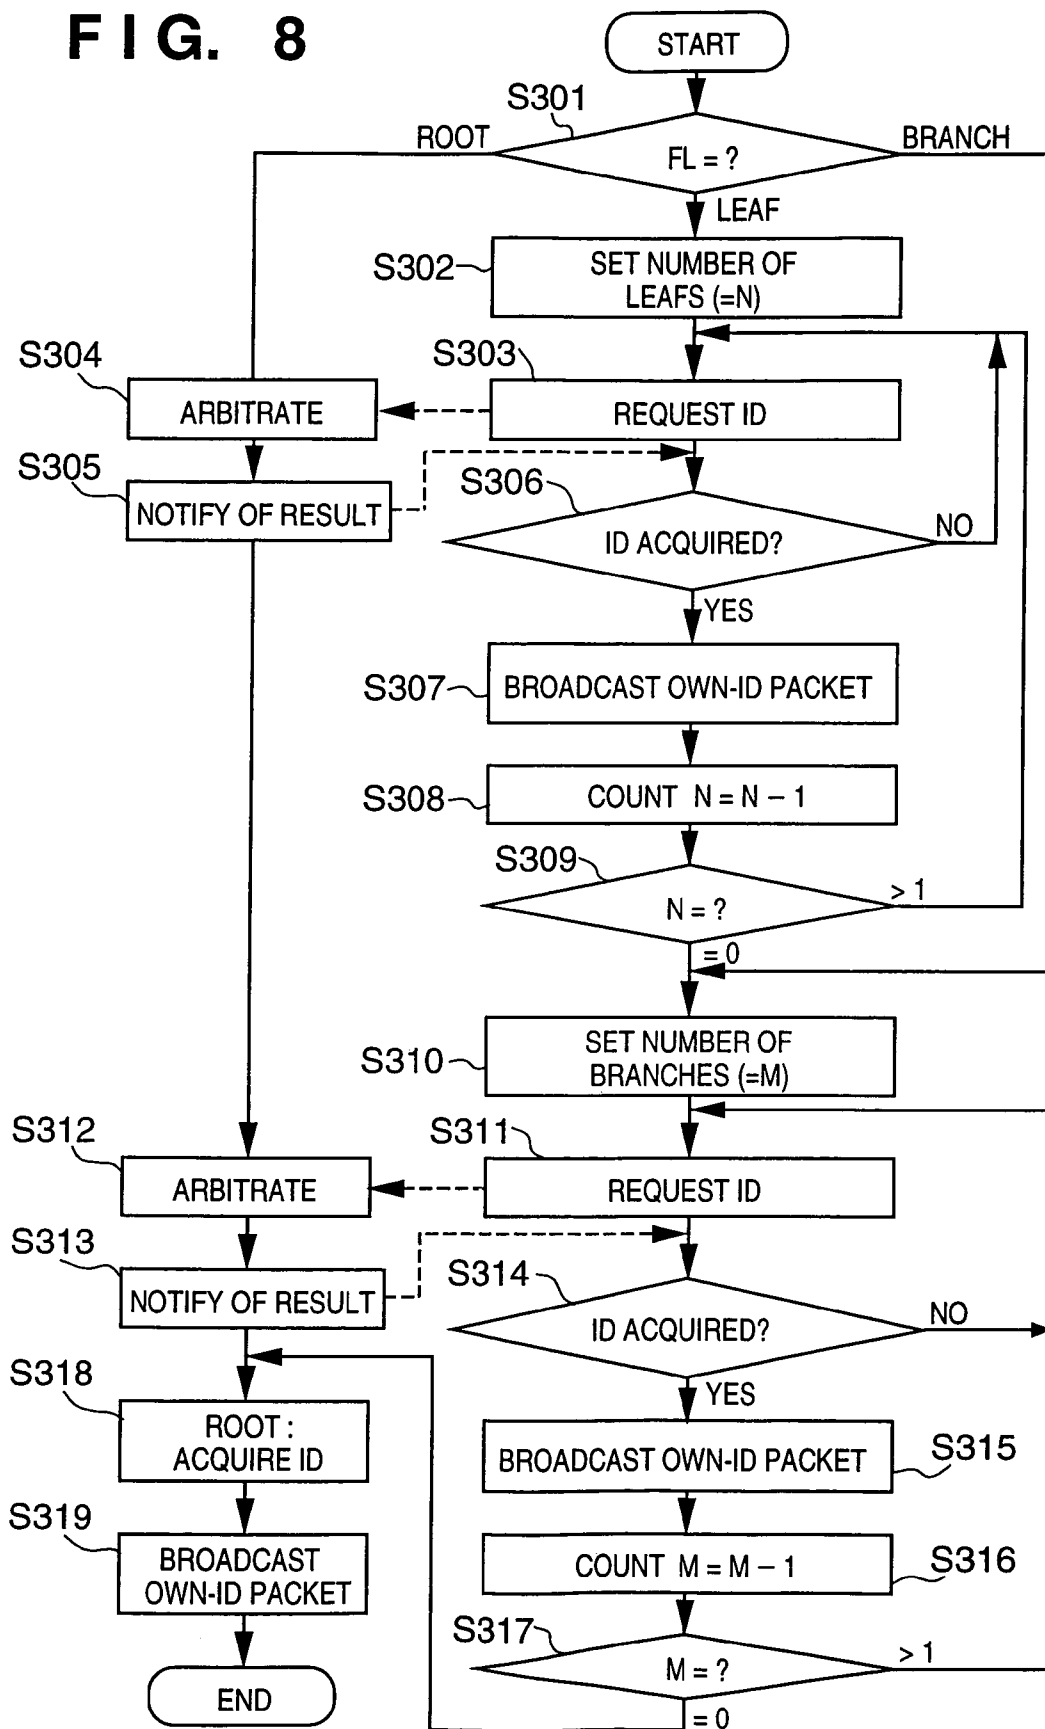 FIG. 8
START
S301
ROOT
FL = ?
BRANCH
LEAF
S302
SET NUMBER OF
LEAFS (=N)
S304
S303
ARBITRATE
REQUEST ID
S305
NOTIFY OF RESULT
S306
ID ACQUIRED?
NO
YES
S307
BROADCAST OWN-ID PACKET
S308
COUNT N = N – 1
S309
N = ?
> 1
= 0
S310
SET NUMBER OF
BRANCHES (=M)
S312
S311
ARBITRATE
REQUEST ID
S313
NOTIFY OF RESULT
S314
ID ACQUIRED?
NO
YES
S318
ROOT :
ACQUIRE ID
BROADCAST OWN-ID PACKET
S315
S319
BROADCAST
OWN-ID PACKET
COUNT M = M – 1
S316
S317
M = ?
> 1
= 0
END